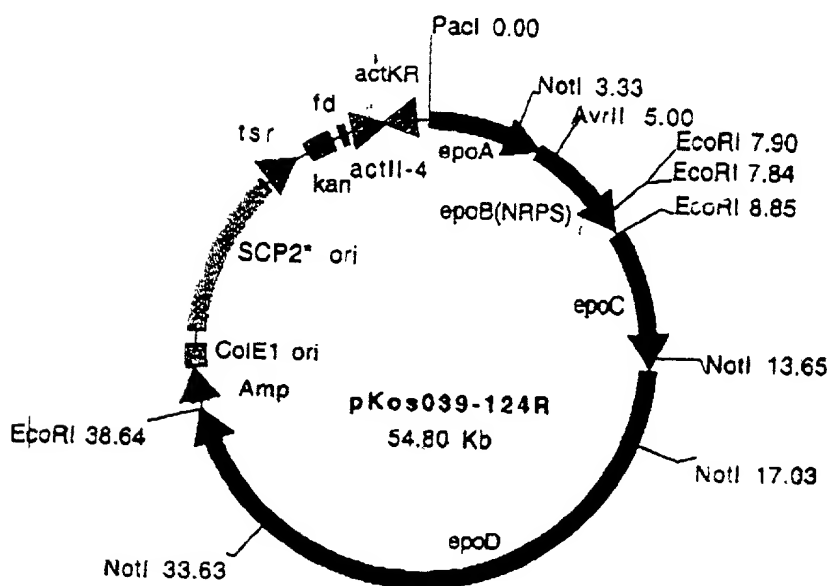 PacI 0.00
actKR
NotI 3.33
fd
AvrII 5.00
tsr
epoA
EcoRI 7.90
kan
actII-4
EcoRI 7.84
epoB(NRPS)
EcoRI 8.85
SCP2* ori
epoC
ColE1 ori
NotI 13.65
Amp
pKos039-124R
EcoRI 38.64
54.80 Kb
NotI 17.03
epoD
NotI 33.63